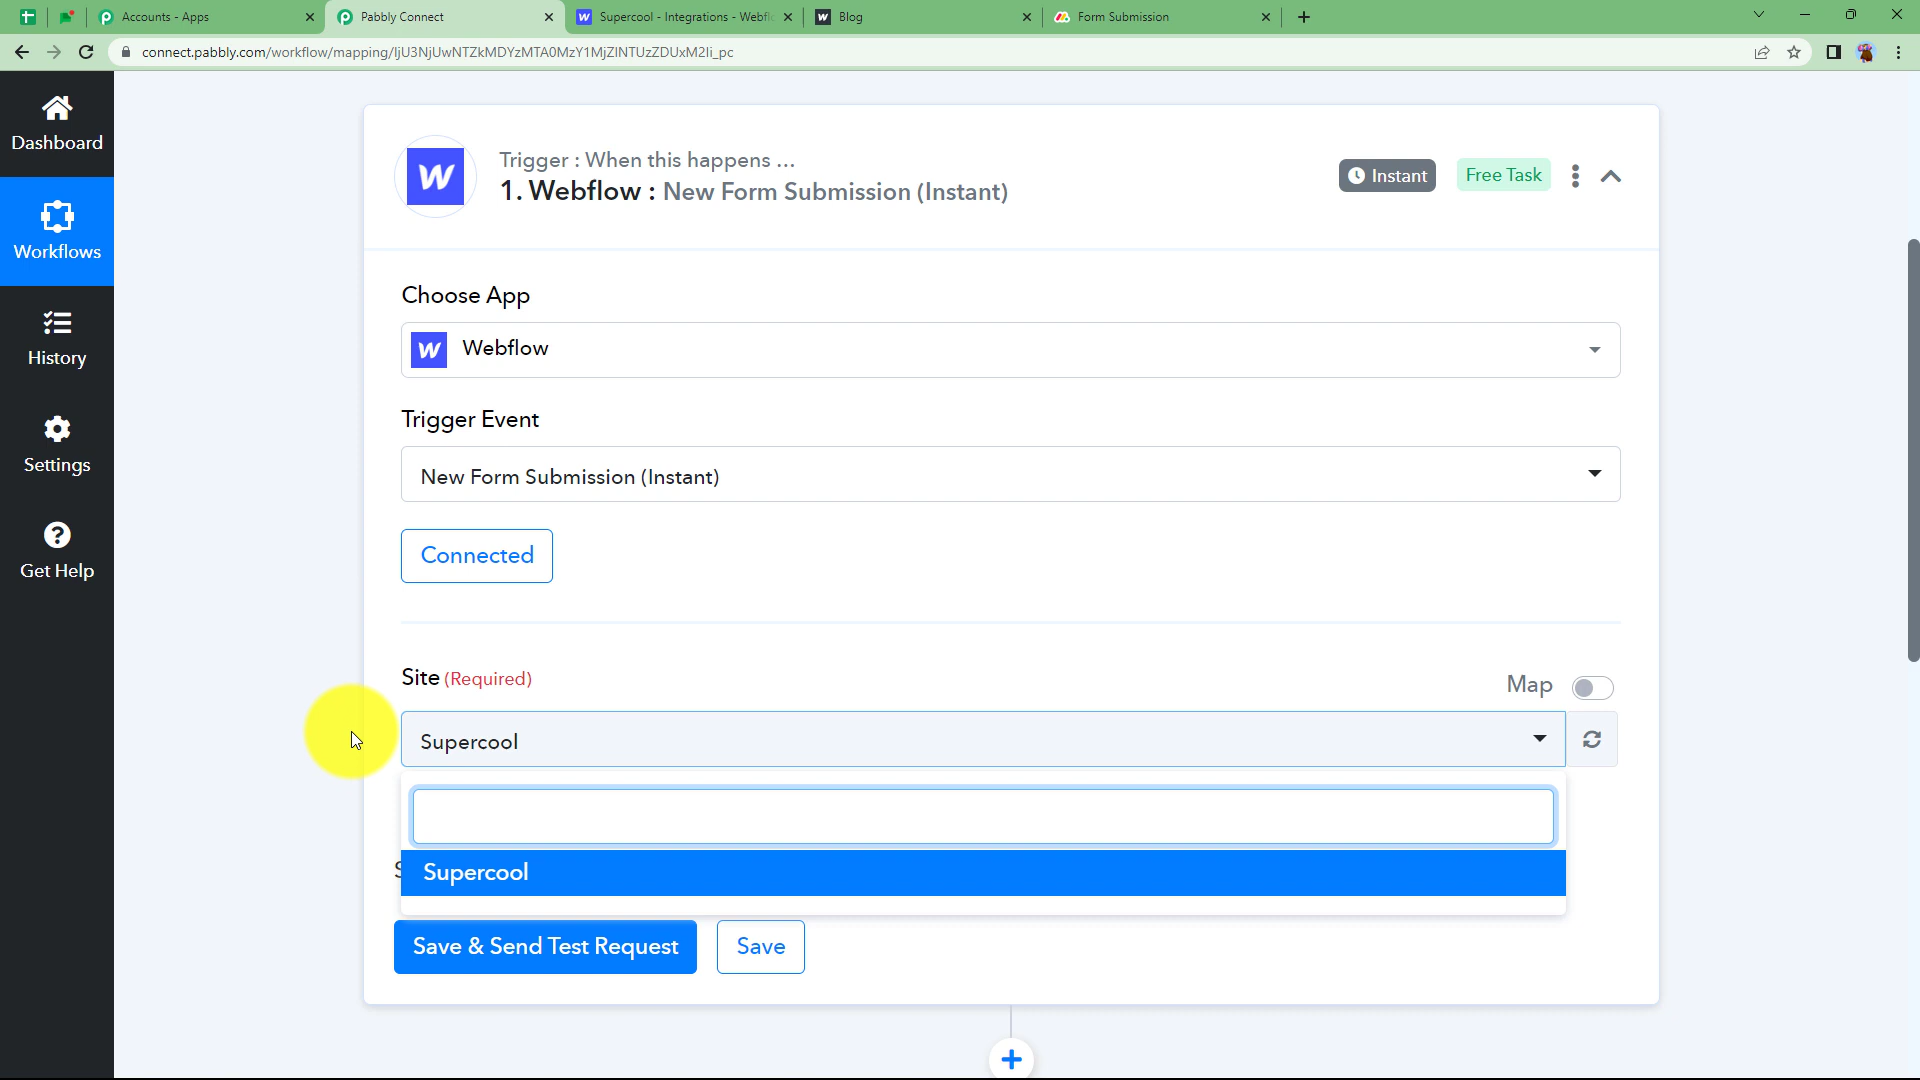 Accounts - Apps
Pabbly Connect
Supercool - Integrations - Webfl
Blog
Form Submission
connect.pabbly.com/workflow/mapping/IjU3NjUwNTZkMDYzMTA0MzY1MjZlNTUzZDUxM2Ii_pc
Dashboard
Workflows
History
Settings
Get Help
Trigger : When this happens ...
1. Webflow : New Form Submission (Instant)
Instant
Free Task
Choose App
Webflow
Trigger Event
New Form Submission (Instant)
Connected
Site (Required)
Map
Supercool
Supercool
Save & Send Test Request
Save